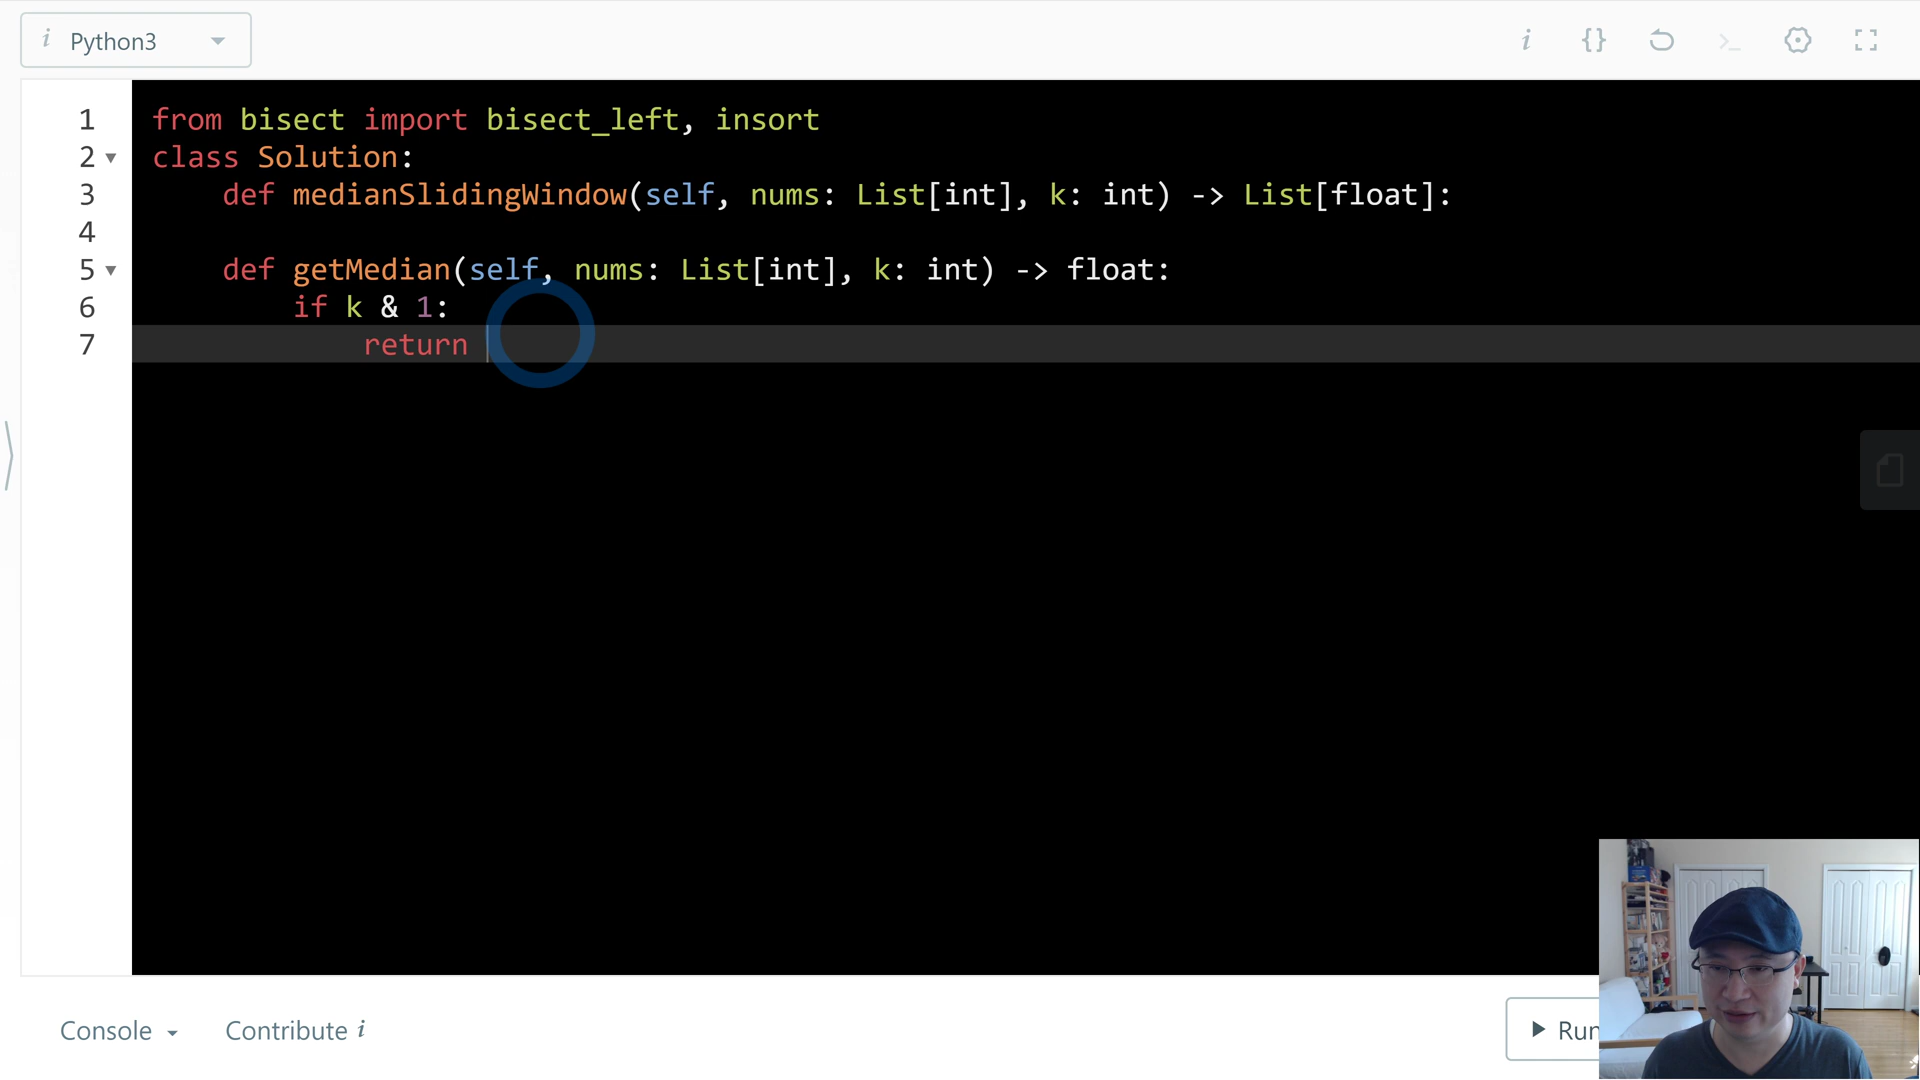 i Python3
i {} >_
1 from bisect import bisect_left, insort
2 class Solution:
3 def medianSlidingWindow(self, nums: List[int], k: int) -> List[float]:
4
5 def getMedian(self, nums: List[int], k: int) -> float:
6 if k & 1:
7 return
Console Contribute i
Run